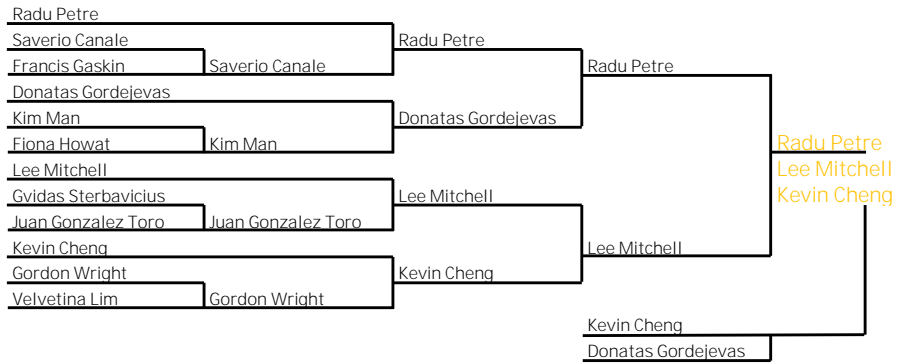 Radu Petre
Saverio Canale
Radu Petre
Francis Gaskin
Saverio Canale
Radu Petre
Donatas Gordejevas
Kim Man
Donatas Gordejevas
Fiona Howat
Kim Man
Radu Petre
Lee Mitchell
Lee Mitchell
Gvidas Sterbavicius
Lee Mitchell
Kevin Cheng
Juan Gonzalez Toro
Juan Gonzalez Toro
Kevin Cheng
Lee Mitchell
Gordon Wright
Kevin Cheng
Velvetina Lim
Gordon Wright
Kevin Cheng
Donatas Gordejevas